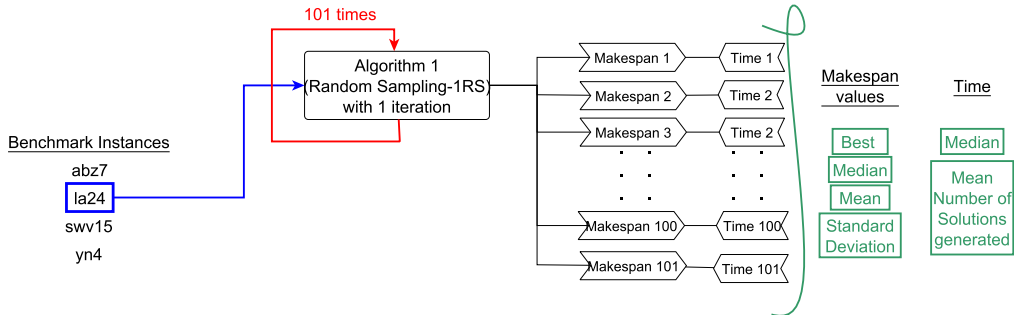 101 times
Algorithm 1
(Random Sampling-1RS)
with 1 iteration
Benchmark Instances
abz7
la24
swv15
yn4
Makespan 1
Time 1
Makespan 2
Time 2
Makespan 3
Time 2
Makespan 100
Time 100
Makespan 101
Time 101
Makespan
values
Best
Median
Mean
Standard
Deviation
Time
Median
Mean
Number of
Solutions
generated